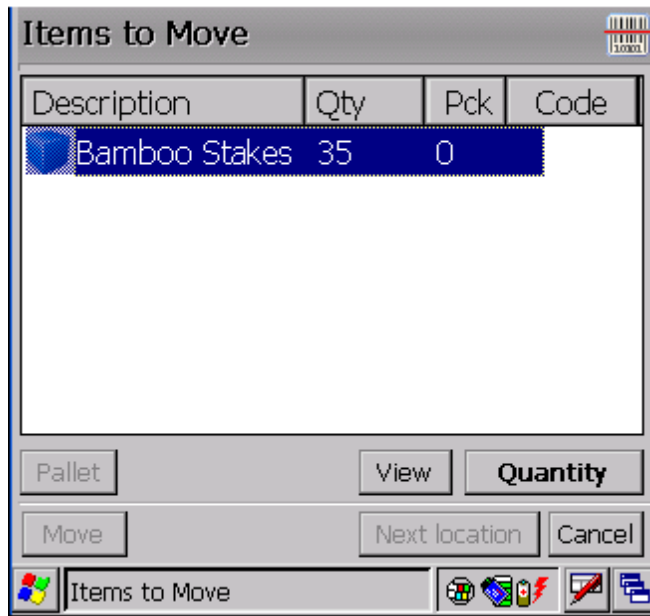 Items to Move
Description Qty Pck Code
Bamboo Stakes 35 0
Pallet View Quantity
Move Next location Cancel
Items to Move